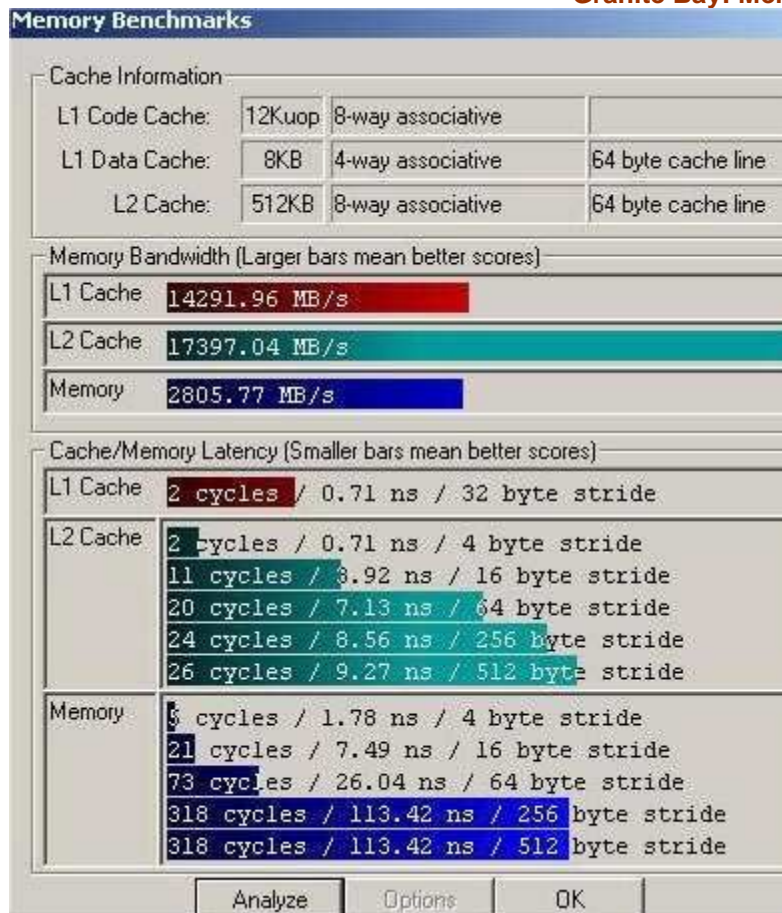 Granite Bay: Mem
Memory Benchmarks
Cache Information
L1 Code Cache: 12Kuop 8-way associative
L1 Data Cache: 8KB 4-way associative 64 byte cache line
L2 Cache: 512KB 8-way associative 64 byte cache line
Memory Bandwidth (Larger bars mean better scores)
L1 Cache 14291.96 MB/s
L2 Cache 17397.04 MB/s
Memory 2805.77 MB/s
Cache/Memory Latency (Smaller bars mean better scores)
L1 Cache 2 cycles / 0.71 ns / 32 byte stride
L2 Cache 2 cycles / 0.71 ns / 4 byte stride
11 cycles / 3.92 ns / 16 byte stride
20 cycles / 7.13 ns / 64 byte stride
24 cycles / 8.56 ns / 256 byte stride
26 cycles / 9.27 ns / 512 byte stride
Memory 5 cycles / 1.78 ns / 4 byte stride
21 cycles / 7.49 ns / 16 byte stride
73 cycles / 26.04 ns / 64 byte stride
318 cycles / 113.42 ns / 256 byte stride
318 cycles / 113.42 ns / 512 byte stride
Analyze Options OK